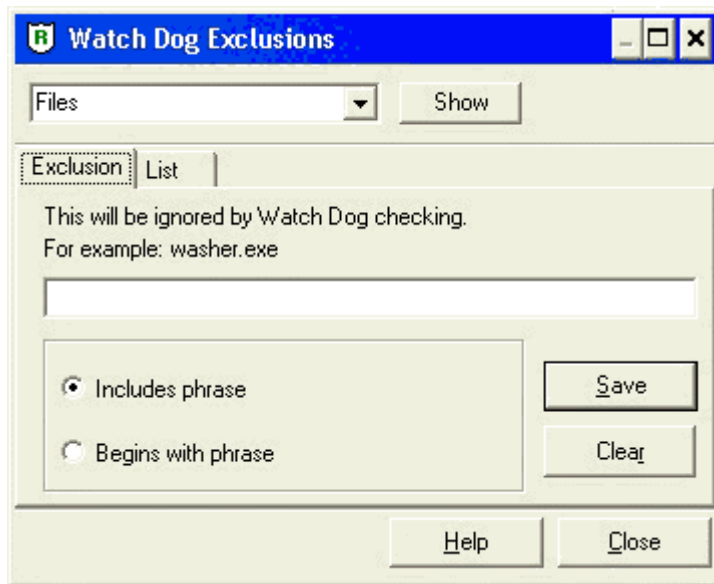 R Watch Dog Exclusions
Files Show
Exclusion List
This will be ignored by Watch Dog checking.
For example: washer.exe
Includes phrase
Save
Begins with phrase
Clear
Help Close